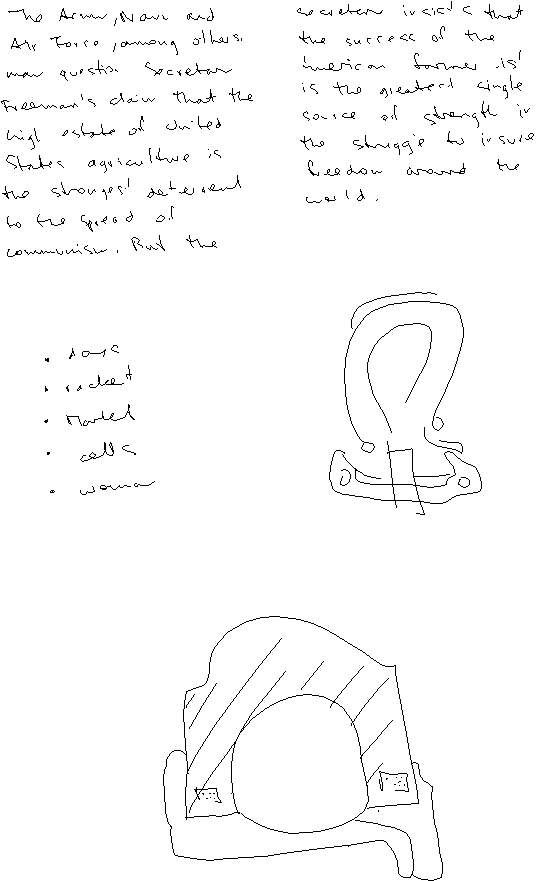 The Army, Navy and
Air Force, among others,
may question Secretary
Freeman's claim that the
high estate of United
States agriculture is
the strongest deterrent
to the spread of
communism. But the
secretary insists that
the success of the
American farmer is
is the greatest single
source of strength in
the struggle to insure
freedom around the
world.
rocket
Market
calls
woman